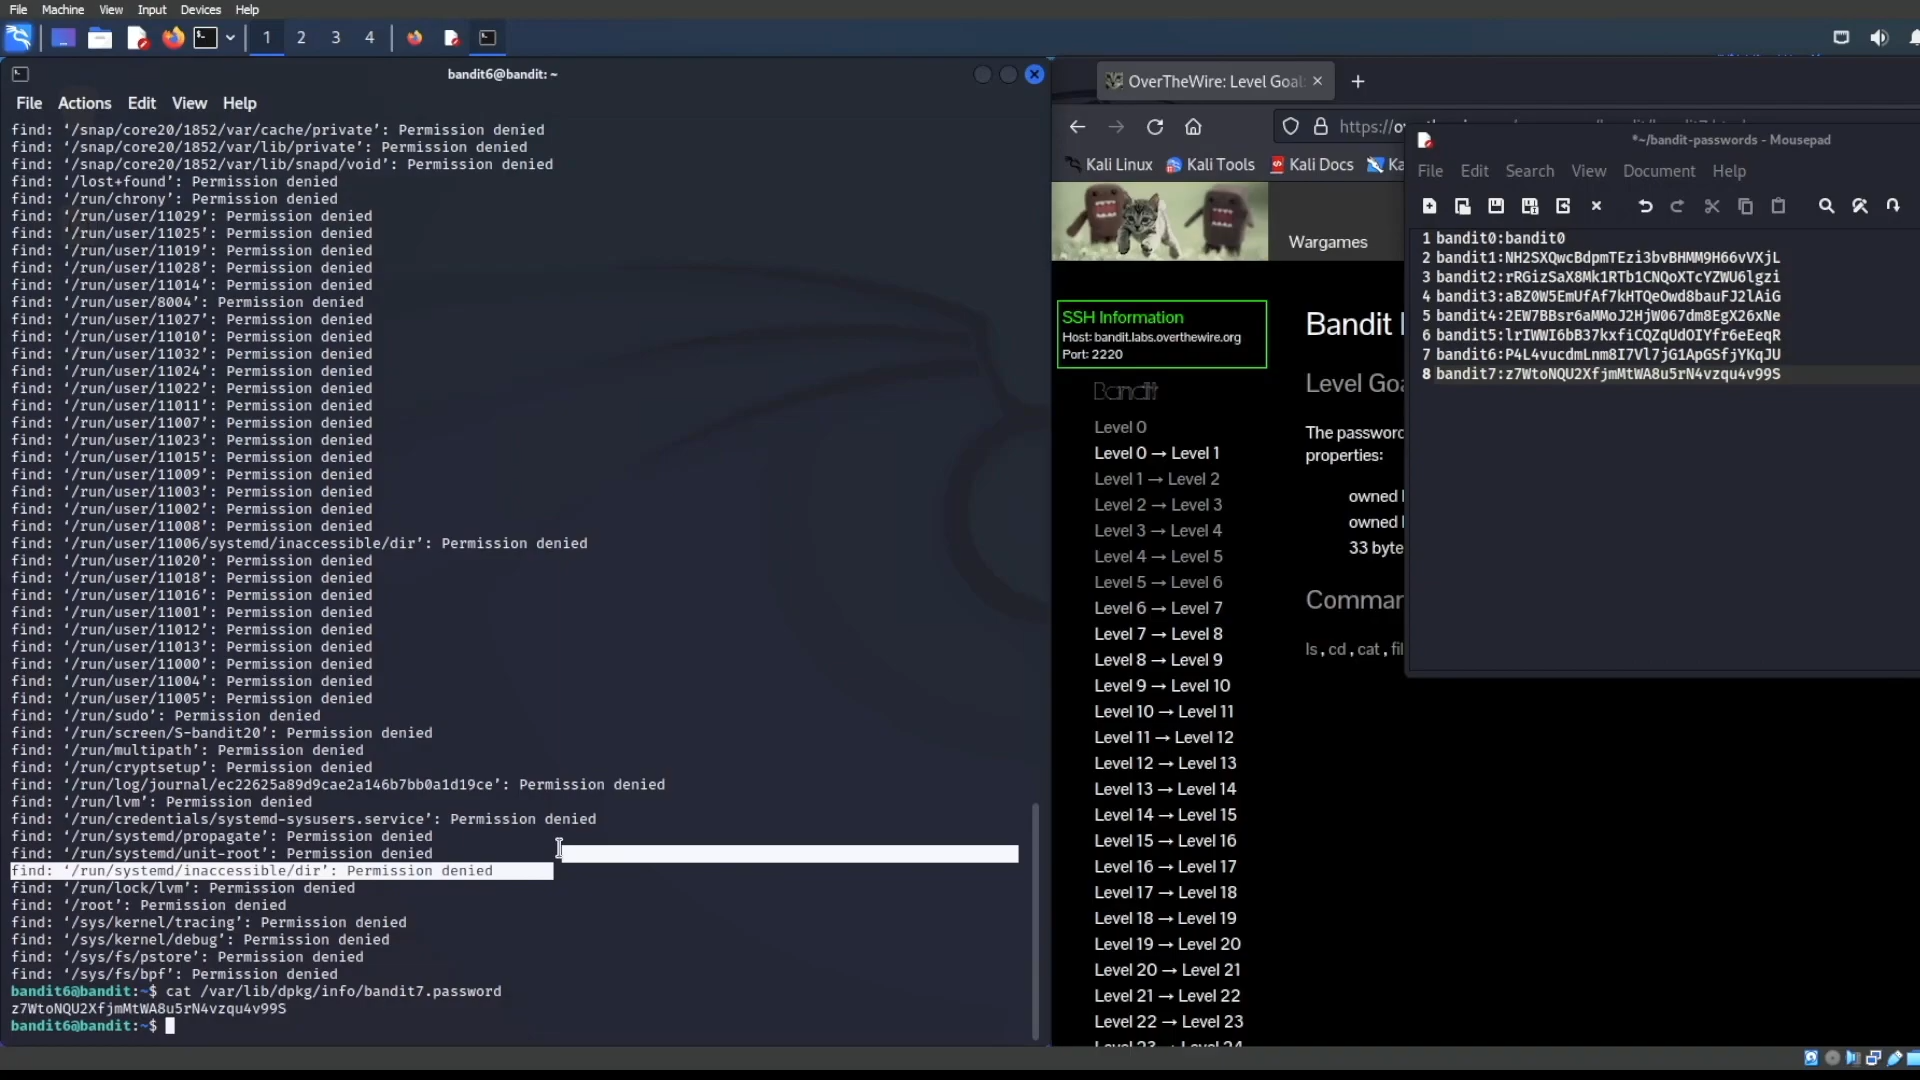 File Machine View Input Devices Help
1 2 3 4
bandit6@bandit: ~
File Actions Edit View Help
find: ‘/snap/core20/1852/var/cache/private’: Permission denied
find: ‘/snap/core20/1852/var/lib/private’: Permission denied
find: ‘/snap/core20/1852/var/lib/snapd/void’: Permission denied
find: ‘/lost+found’: Permission denied
find: ‘/run/chrony’: Permission denied
find: ‘/run/user/11029’: Permission denied
find: ‘/run/user/11025’: Permission denied
find: ‘/run/user/11019’: Permission denied
find: ‘/run/user/11028’: Permission denied
find: ‘/run/user/11014’: Permission denied
find: ‘/run/user/8004’: Permission denied
find: ‘/run/user/11027’: Permission denied
find: ‘/run/user/11010’: Permission denied
find: ‘/run/user/11032’: Permission denied
find: ‘/run/user/11024’: Permission denied
find: ‘/run/user/11022’: Permission denied
find: ‘/run/user/11011’: Permission denied
find: ‘/run/user/11007’: Permission denied
find: ‘/run/user/11023’: Permission denied
find: ‘/run/user/11015’: Permission denied
find: ‘/run/user/11009’: Permission denied
find: ‘/run/user/11003’: Permission denied
find: ‘/run/user/11002’: Permission denied
find: ‘/run/user/11008’: Permission denied
find: ‘/run/user/11006/systemd/inaccessible/dir’: Permission denied
find: ‘/run/user/11020’: Permission denied
find: ‘/run/user/11018’: Permission denied
find: ‘/run/user/11016’: Permission denied
find: ‘/run/user/11001’: Permission denied
find: ‘/run/user/11012’: Permission denied
find: ‘/run/user/11013’: Permission denied
find: ‘/run/user/11000’: Permission denied
find: ‘/run/user/11004’: Permission denied
find: ‘/run/user/11005’: Permission denied
find: ‘/run/sudo’: Permission denied
find: ‘/run/screen/S-bandit20’: Permission denied
find: ‘/run/multipath’: Permission denied
find: ‘/run/cryptsetup’: Permission denied
find: ‘/run/log/journal/ec22625a89d9cae2a146b7bb0a1d19ce’: Permission denied
find: ‘/run/lvm’: Permission denied
find: ‘/run/credentials/systemd-sysusers.service’: Permission denied
find: ‘/run/systemd/propagate’: Permission denied
find: ‘/run/systemd/unit-root’: Permission denied
find: ‘/run/systemd/inaccessible/dir’: Permission denied
find: ‘/run/lock/lvm’: Permission denied
find: ‘/root’: Permission denied
find: ‘/sys/kernel/tracing’: Permission denied
find: ‘/sys/kernel/debug’: Permission denied
find: ‘/sys/fs/pstore’: Permission denied
find: ‘/sys/fs/bpf’: Permission denied
bandit6@bandit:~$ cat /var/lib/dpkg/info/bandit7.password
z7WtoNQU2XfjmMtWA8u5rN4vzqu4v99S
bandit6@bandit:~$
OverTheWire: Level Goal:
https://o
Kali Linux Kali Tools Kali Docs Ka
Wargames
SSH Information
Host: bandit.labs.overthewire.org
Port: 2220
Bandit
Level 0
Level 0 → Level 1
Level 1 → Level 2
Level 2 → Level 3
Level 3 → Level 4
Level 4 → Level 5
Level 5 → Level 6
Level 6 → Level 7
Level 7 → Level 8
Level 8 → Level 9
Level 9 → Level 10
Level 10 → Level 11
Level 11 → Level 12
Level 12 → Level 13
Level 13 → Level 14
Level 14 → Level 15
Level 15 → Level 16
Level 16 → Level 17
Level 17 → Level 18
Level 18 → Level 19
Level 19 → Level 20
Level 20 → Level 21
Level 21 → Level 22
Level 22 → Level 23
Bandit
Level Goa
The password
properties:
owned
owned
33 byte
Commar
ls, cd, cat, fil
*~/bandit-passwords - Mousepad
File Edit Search View Document Help
1 bandit0:bandit0
2 bandit1:NH2SXQwcBdpmTEzi3bvBHMM9H66vVXjL
3 bandit2:rRGizSaX8Mk1RTb1CNQoXTcYZWU6lgzi
4 bandit3:aBZ0W5EmUfAf7kHTQeOwd8bauFJ2lAiG
5 bandit4:2EW7BBsr6aMMoJ2HjW067dm8EgX26xNe
6 bandit5:lrIWWI6bB37kxfiCQZqUdOIYfr6eEeqR
7 bandit6:P4L4vucdmLnm8I7Vl7jG1ApGSfjYKqJU
8 bandit7:z7WtoNQU2XfjmMtWA8u5rN4vzqu4v99S